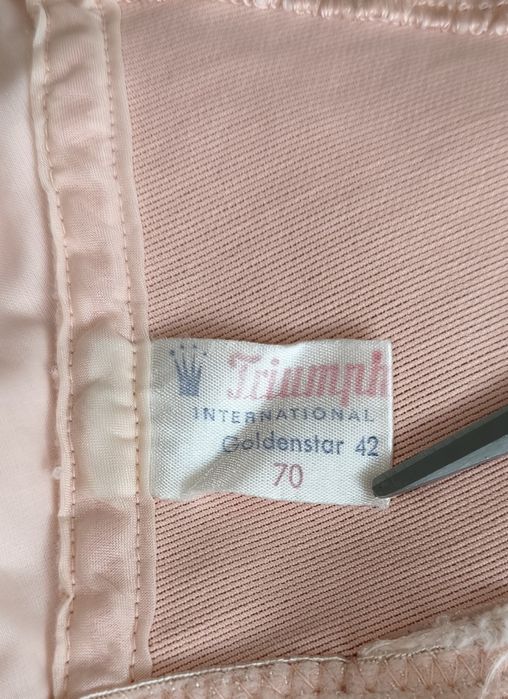 Triumph
INTERNATIONAL
Goldenstar 42
70